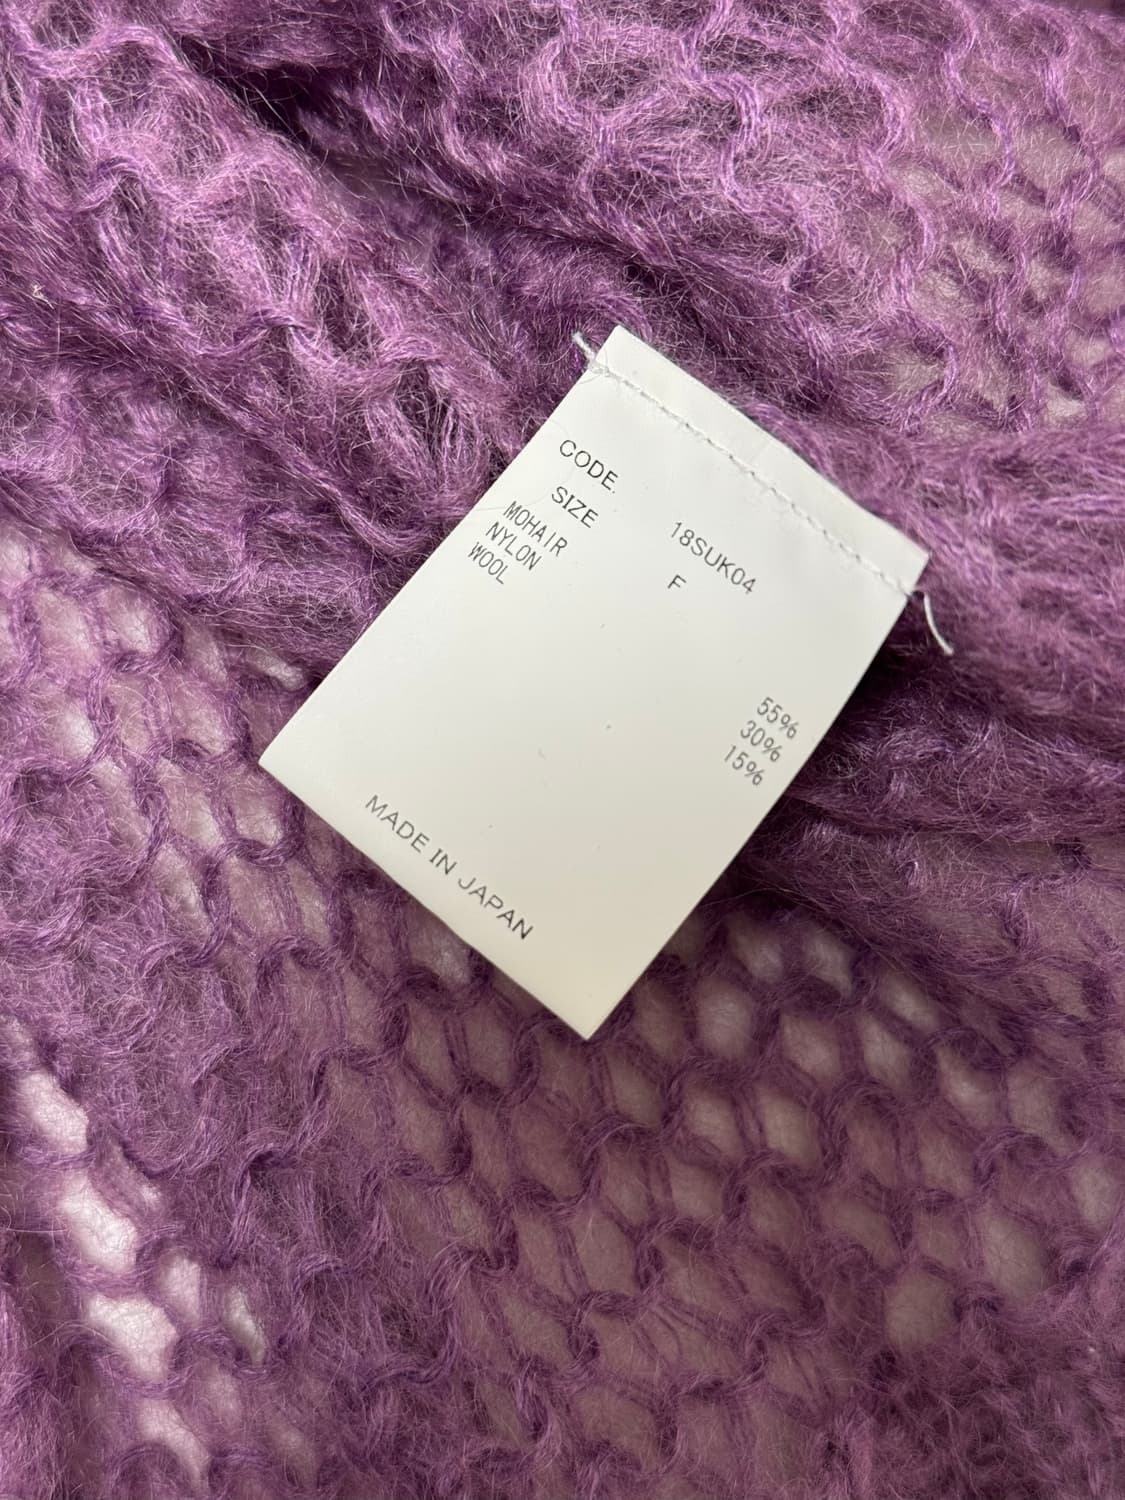 CODE. 18SUK04
SIZE F
MOHAIR 55%
NYLON 30%
WOOL 15%
MADE IN JAPAN